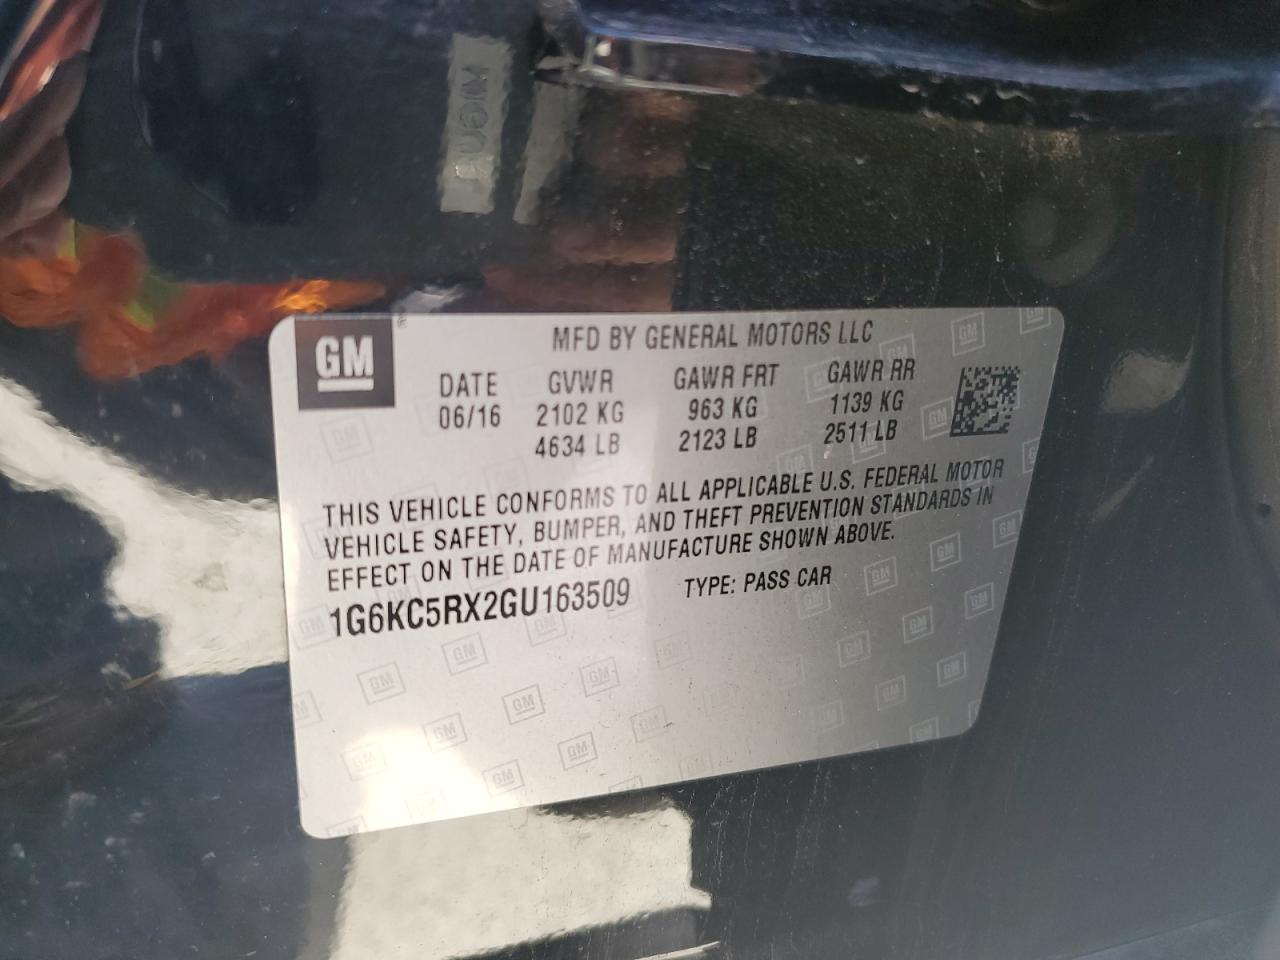 GM
MFD BY GENERAL MOTORS LLC
DATE GVWR GAWR FRT GAWR RR
06/16 2102 KG 963 KG 1139 KG
4634 LB 2123 LB 2511 LB
THIS VEHICLE CONFORMS TO ALL APPLICABLE U.S. FEDERAL MOTOR
VEHICLE SAFETY, BUMPER, AND THEFT PREVENTION STANDARDS IN
EFFECT ON THE DATE OF MANUFACTURE SHOWN ABOVE.
1G6KC5RX2GU163509 TYPE: PASS CAR